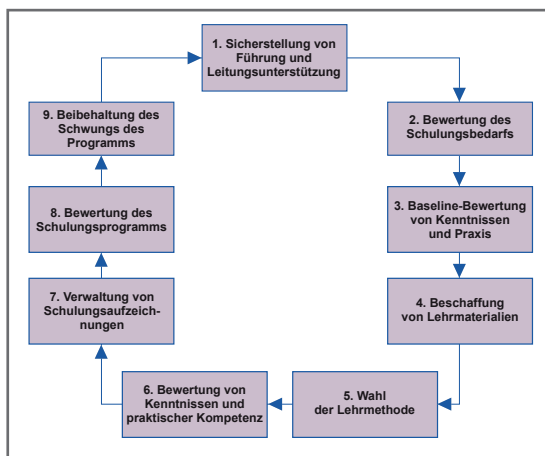 1. Sicherstellung von
Führung und
Leitungsunterstützung
2. Bewertung des
Schulungsbedarfs
3. Baseline-Bewertung
von Kenntnissen
und Praxis
4. Beschaffung
von Lehrmaterialien
5. Wahl
der Lehrmethode
6. Bewertung von
Kenntnissen und
praktischer Kompetenz
7. Verwaltung von
Schulungsaufzeich-
nungen
8. Bewertung des
Schulungsprogramms
9. Beibehaltung des
Schwungs des
Programms